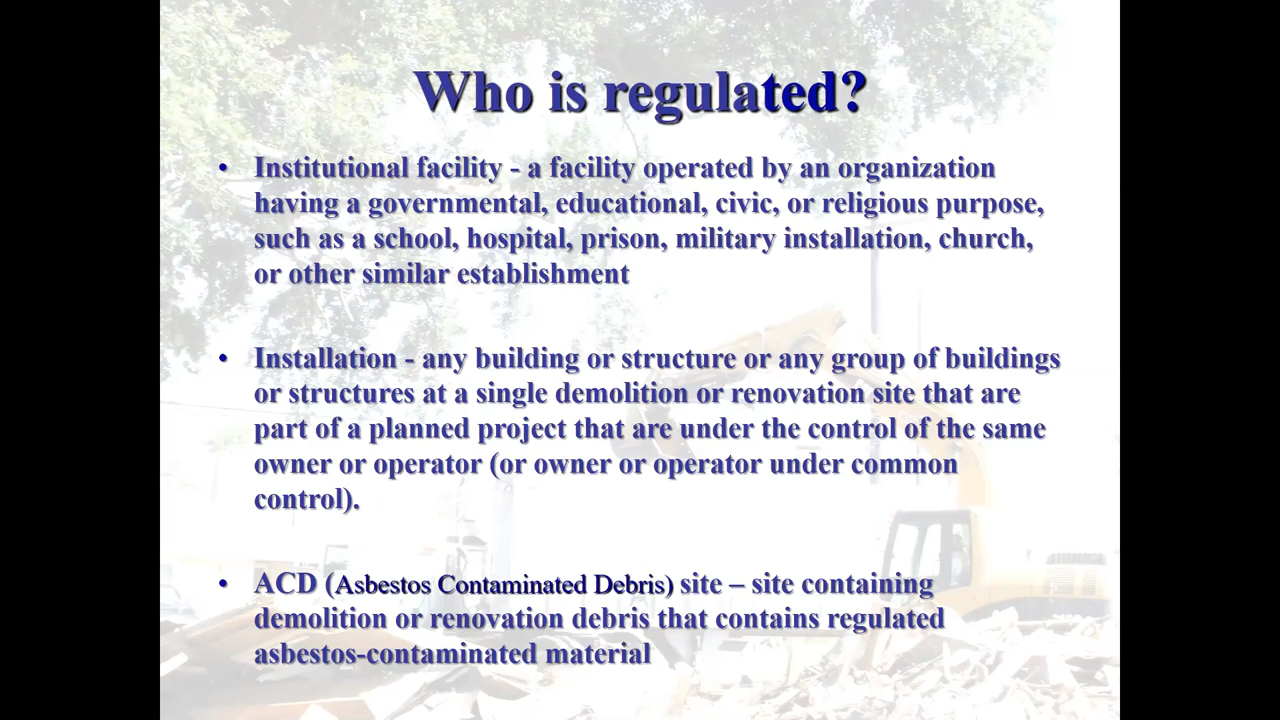 Who is regulated?
• Institutional facility - a facility operated by an organization
having a governmental, educational, civic, or religious purpose,
such as a school, hospital, prison, military installation, church,
or other similar establishment
• Installation - any building or structure or any group of buildings
or structures at a single demolition or renovation site that are
part of a planned project that are under the control of the same
owner or operator (or owner or operator under common
control).
• ACD (Asbestos Contaminated Debris) site – site containing
demolition or renovation debris that contains regulated
asbestos-contaminated material